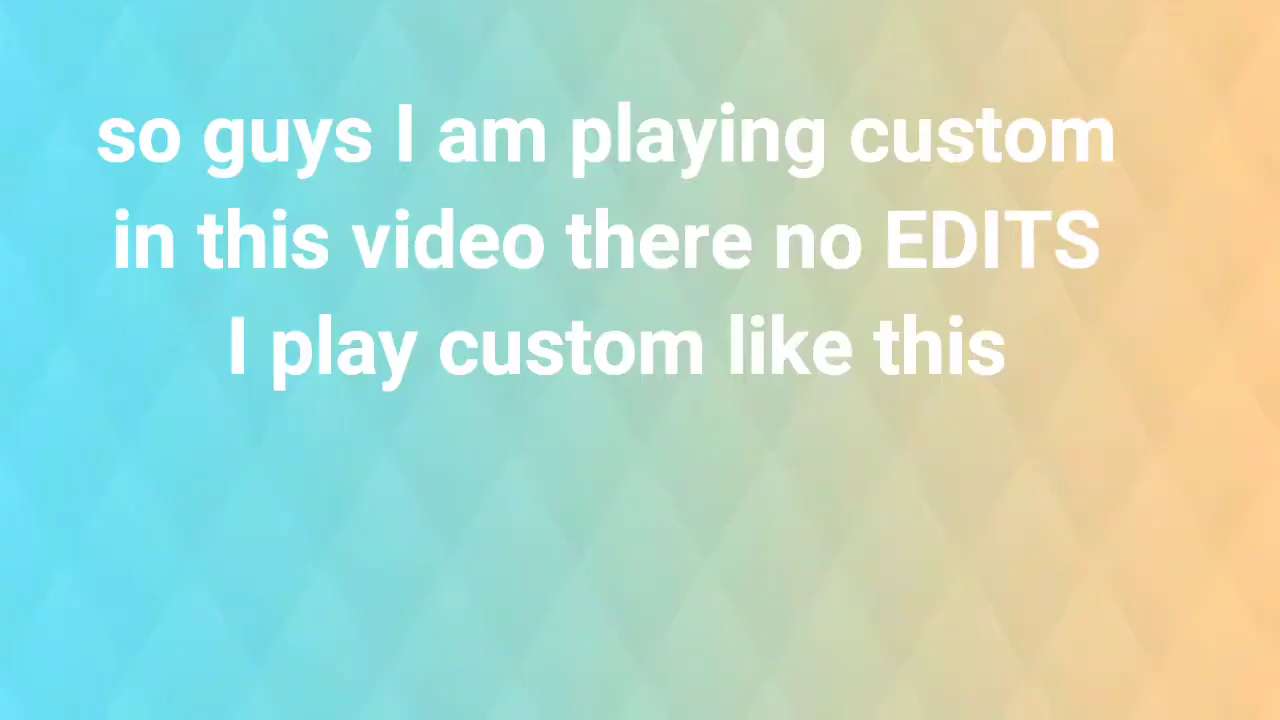 so guys I am playing custom
in this video there no EDITS
I play custom like this